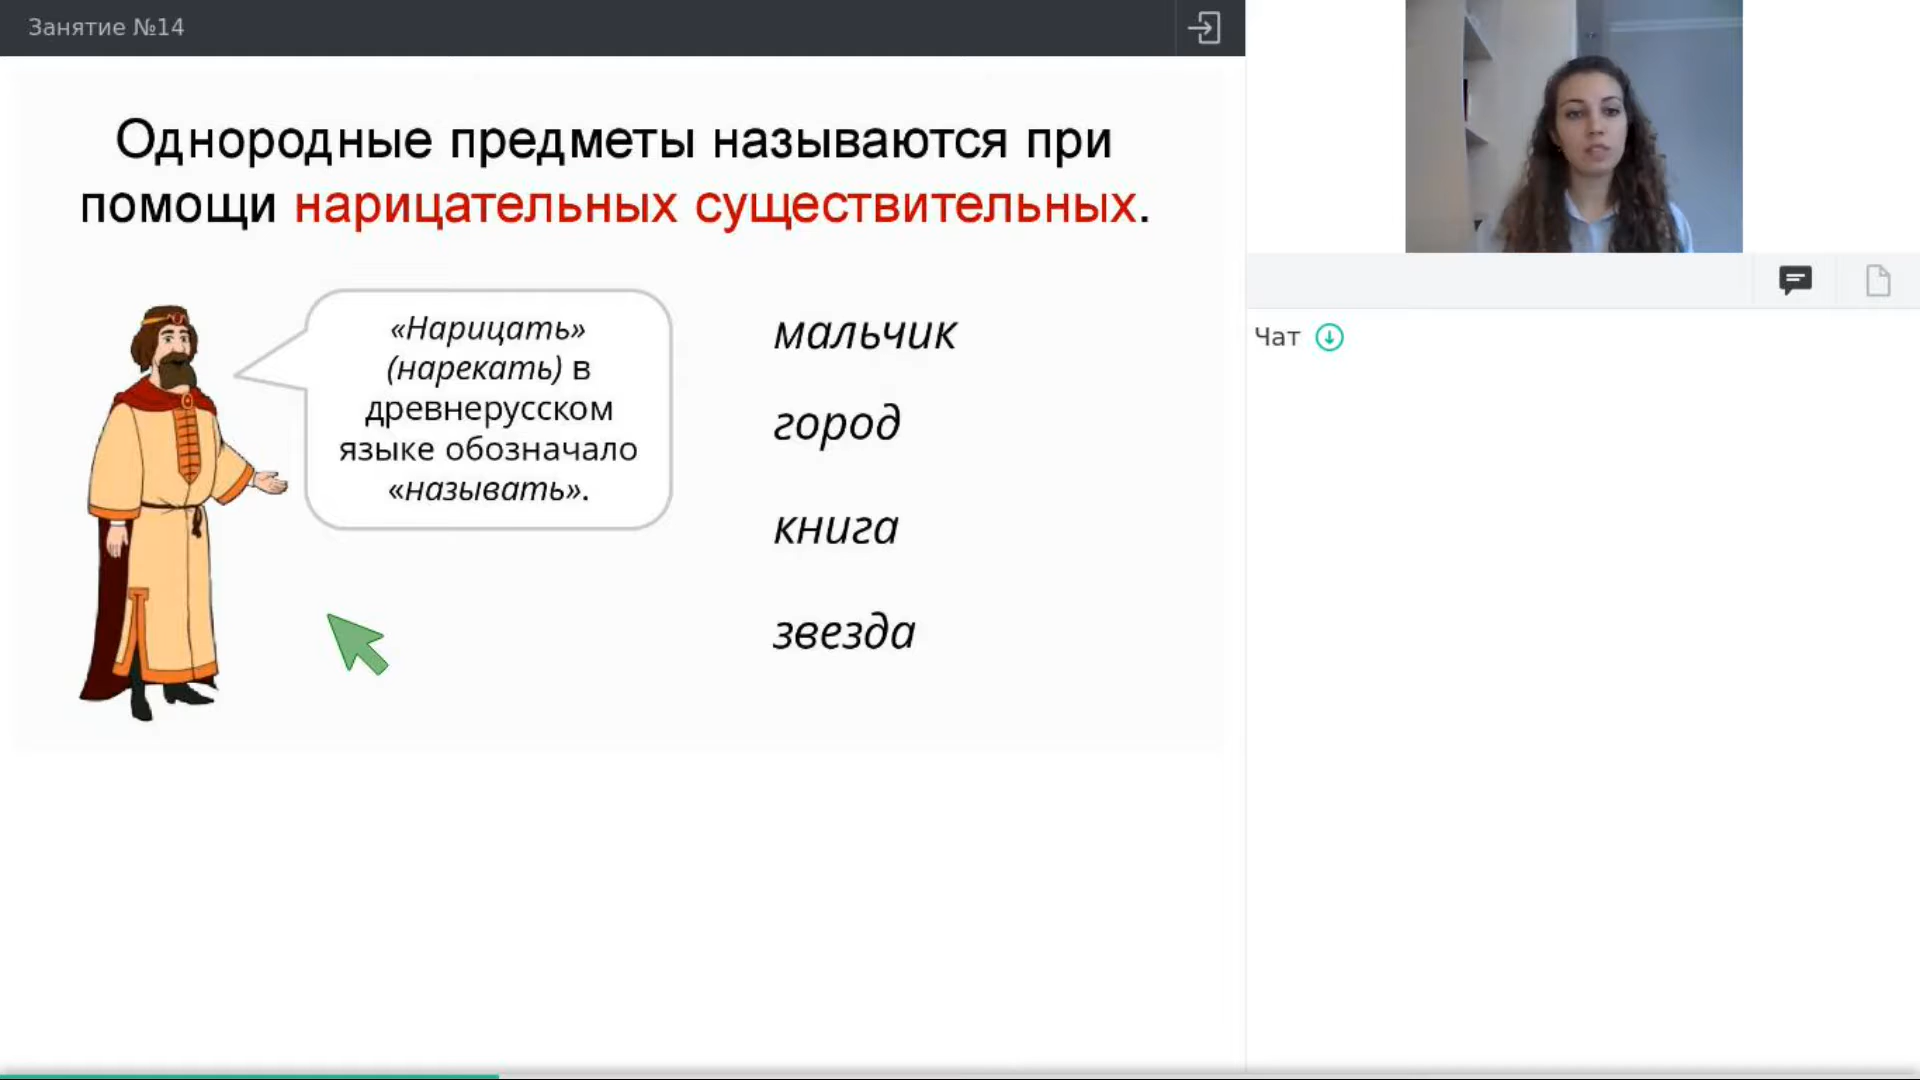 Занятие №14
Однородные предметы называются при
помощи нарицательных существительных.
«Нарицать»
(нарекать) в
древнерусском
языке обозначало
«называть».
мальчик
город
книга
звезда
Чат